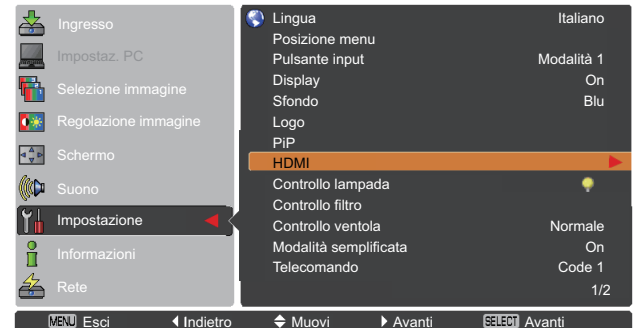 Ingresso
Impostaz. PC
Selezione immagine
Regolazione immagine
Schermo
Suono
Impostazione
Informazioni
Rete
Lingua Italiano
Posizione menu
Pulsante input Modalità 1
Display On
Sfondo Blu
Logo
PiP
HDMI
Controllo lampada
Controllo filtro
Controllo ventola Normale
Modalità semplificata On
Telecomando Code 1
1/2
MENU Esci Indietro Muovi Avanti SELECT Avanti